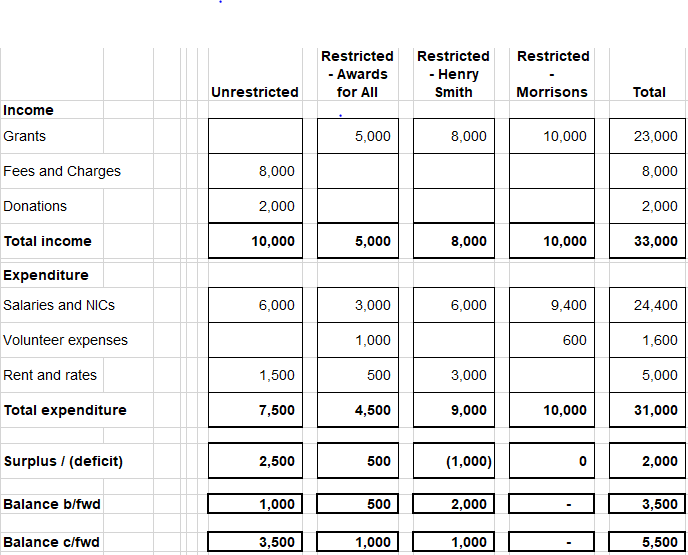 Restricted Restricted Restricted
- Awards - Henry -
Unrestricted for All Smith Morrisons Total
Income
Grants 5,000 8,000 10,000 23,000
Fees and Charges 8,000 8,000
Donations 2,000 2,000
Total income 10,000 5,000 8,000 10,000 33,000
Expenditure
Salaries and NICs 6,000 3,000 6,000 9,400 24,400
Volunteer expenses 1,000 600 1,600
Rent and rates 1,500 500 3,000 5,000
Total expenditure 7,500 4,500 9,000 10,000 31,000
Surplus / (deficit) 2,500 500 (1,000) 0 2,000
Balance b/fwd 1,000 500 2,000 - 3,500
Balance c/fwd 3,500 1,000 1,000 - 5,500